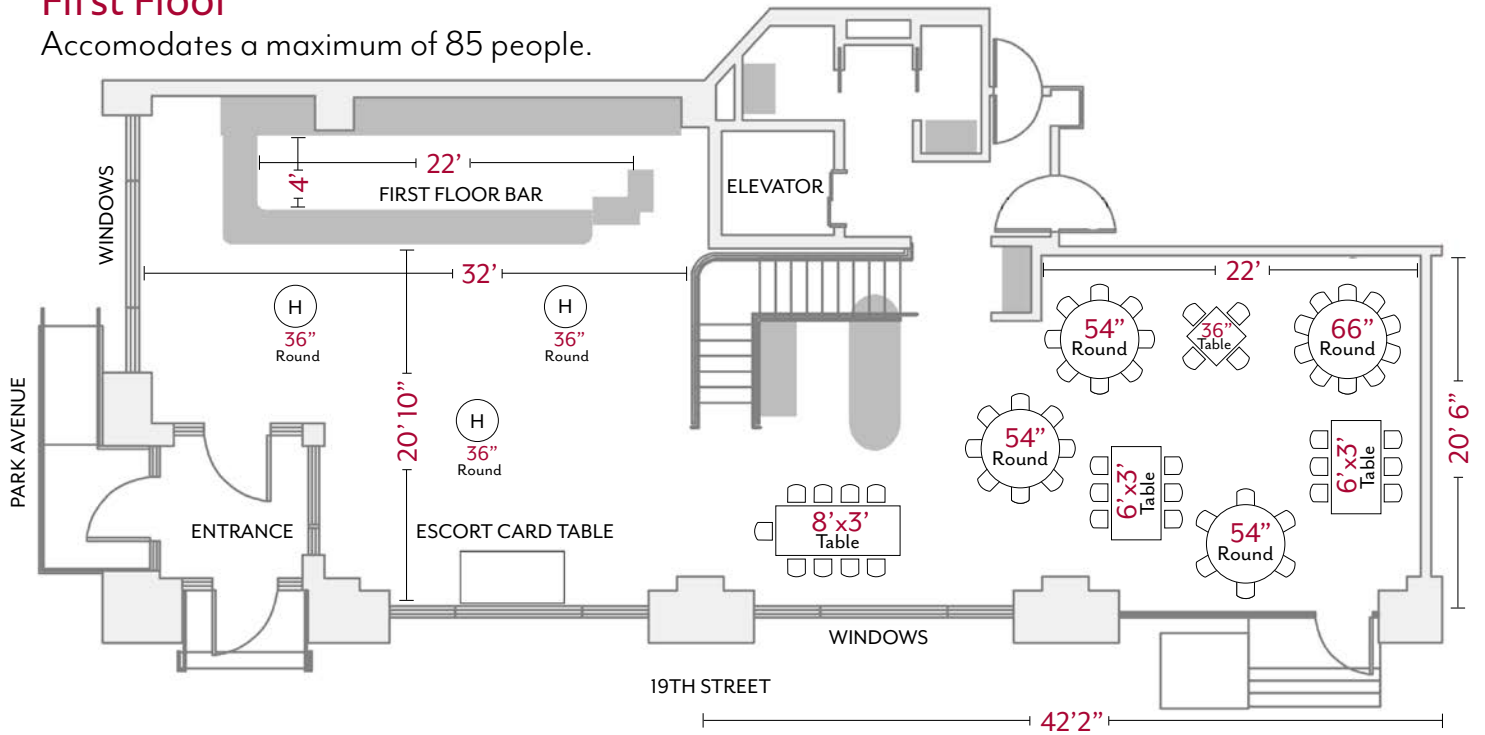 First Floor
Accomodates a maximum of 85 people.
WINDOWS
22'
4'
FIRST FLOOR BAR
ELEVATOR
32'
22'
H
36”
Round
H
36”
Round
54”
Round
36”
Table
66”
Round
PARK AVENUE
20' 10”
H
36”
Round
54”
Round
6'x3'
Table
6'x3'
Table
20' 6”
ENTRANCE
ESCORT CARD TABLE
8'x3'
Table
54”
Round
WINDOWS
19TH STREET
42'2”